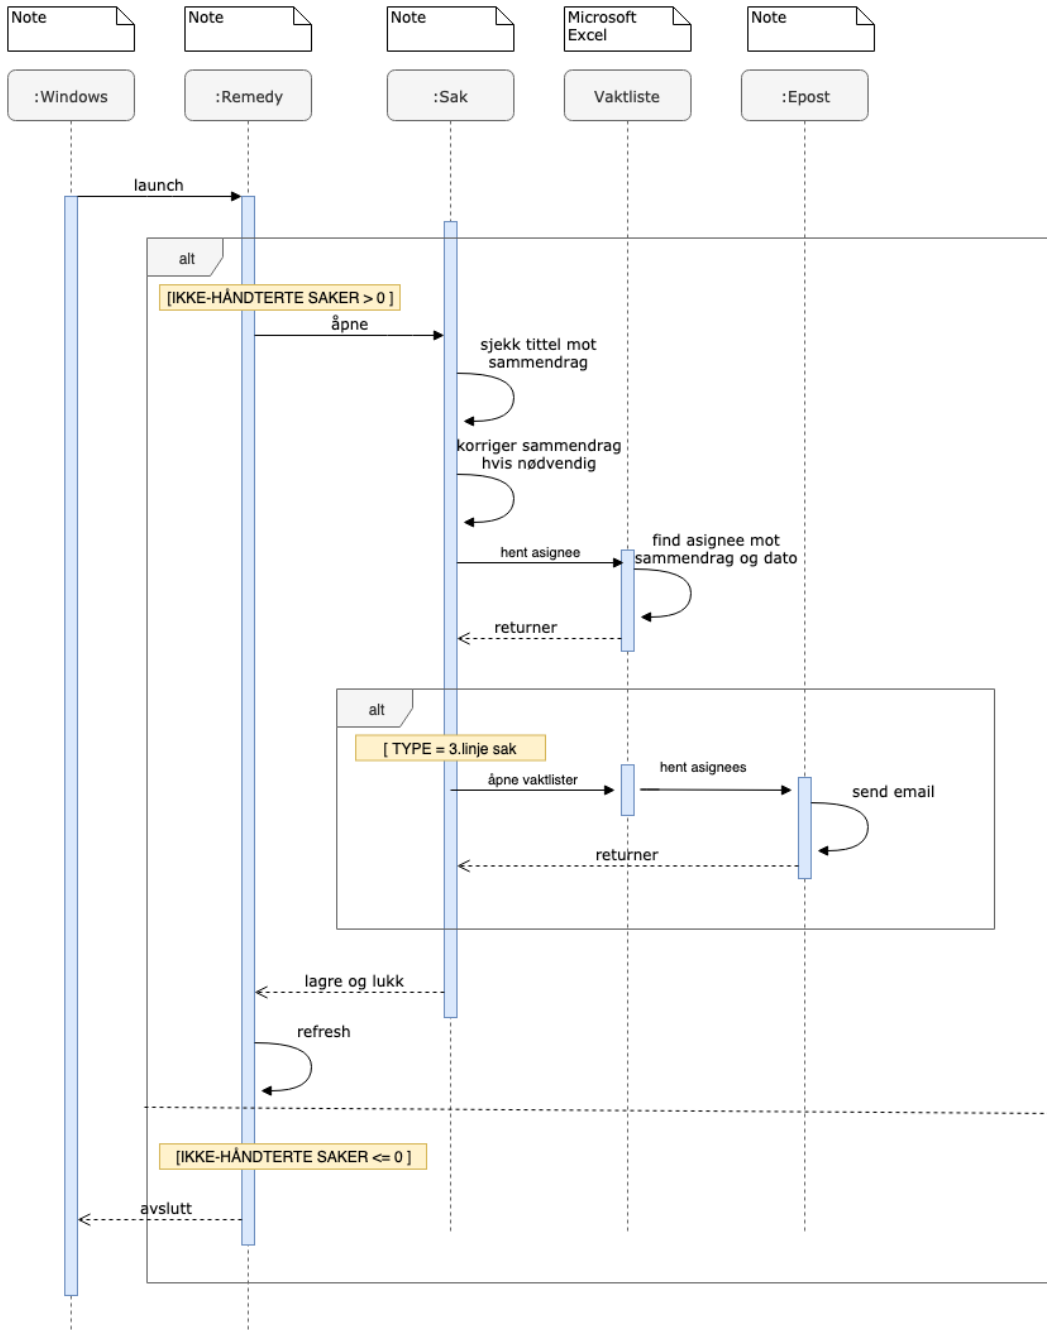 Note
Note
Note
Microsoft
Excel
Note
:Windows
:Remedy
:Sak
Vaktliste
:Epost
launch
alt
[IKKE-HÅNDTERTE SAKER > 0 ]
åpne
sjekk tittel mot
sammendrag
korriger sammendrag
hvis nødvendig
hent asignee
find asignee mot
sammendrag og dato
returner
alt
[ TYPE = 3.linje sak
åpne vaktlister
hent asignees
send email
returner
lagre og lukk
refresh
[IKKE-HÅNDTERTE SAKER <= 0 ]
avslutt